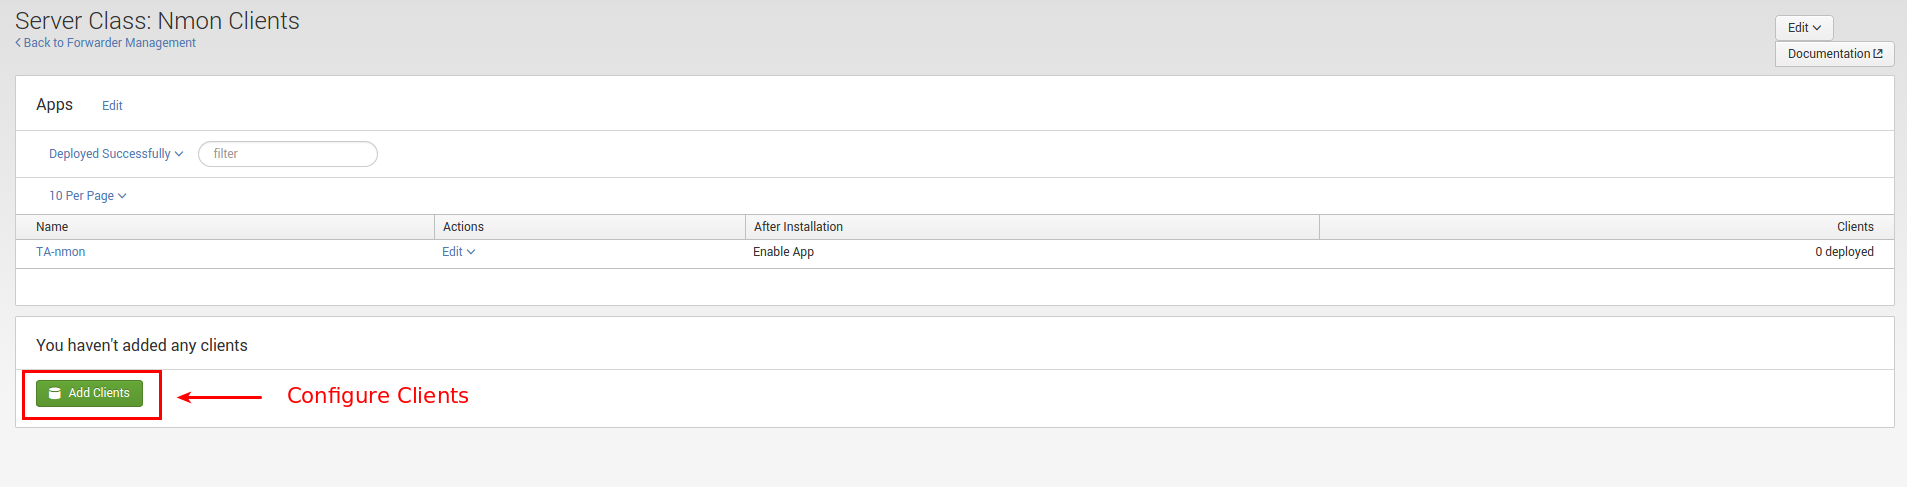 Server Class: Nmon Clients
Back to Forwarder Management
Edit
Documentation
Apps Edit
Deployed Successfully filter
10 Per Page
Name Actions After Installation Clients
TA-nmon Edit Enable App 0 deployed
You haven't added any clients
Add Clients Configure Clients